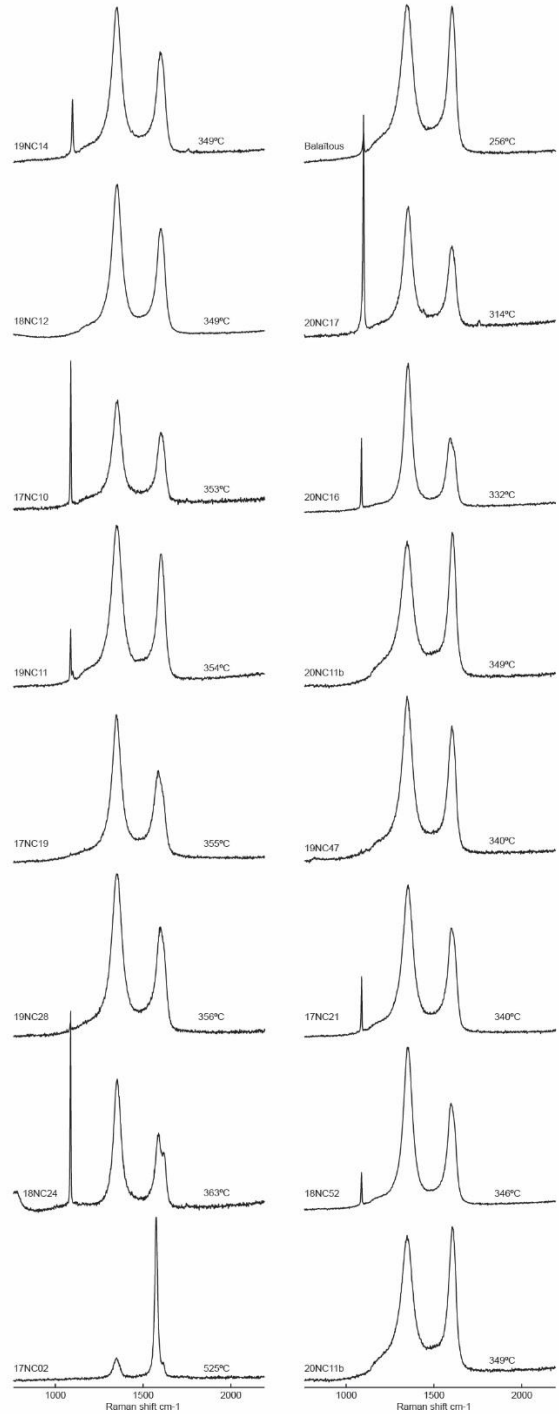 19NC14 349ºC
18NC12 349ºC
17NC10 353ºC
19NC11 354ºC
17NC19 355ºC
19NC28 356ºC
18NC24 363ºC
17NC02 525ºC
1000 1500 2000
Raman shift cm-1
Balaïtous 256ºC
20NC17 314ºC
20NC16 332ºC
20NC11b 349ºC
19NC47 340ºC
17NC21 340ºC
18NC52 346ºC
20NC11b 349ºC
1000 1500 2000
Raman shift cm-1